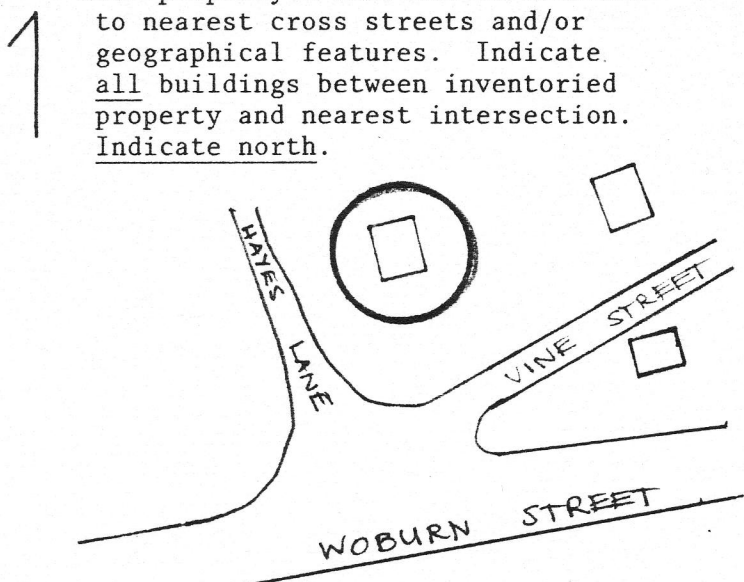 to nearest cross streets and/or
geographical features. Indicate
all buildings between inventoried
property and nearest intersection.
Indicate north.
HAYES LANE
VINE STREET
WOBURN STREET